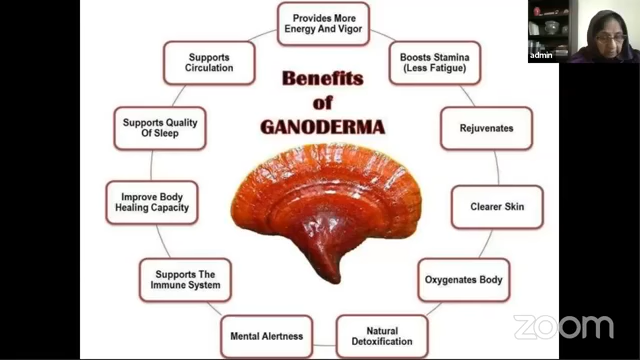 Provides More
Energy And Vigor
Supports
Circulation
Boosts Stamina
(Less Fatigue)
Benefits
of
GANODERMA
Supports Quality
Of Sleep
Rejuvenates
Improve Body
Healing Capacity
Clearer Skin
Supports The
Immune System
Oxygenates Body
Mental Alertness
Natural
Detoxification
admin
zoom